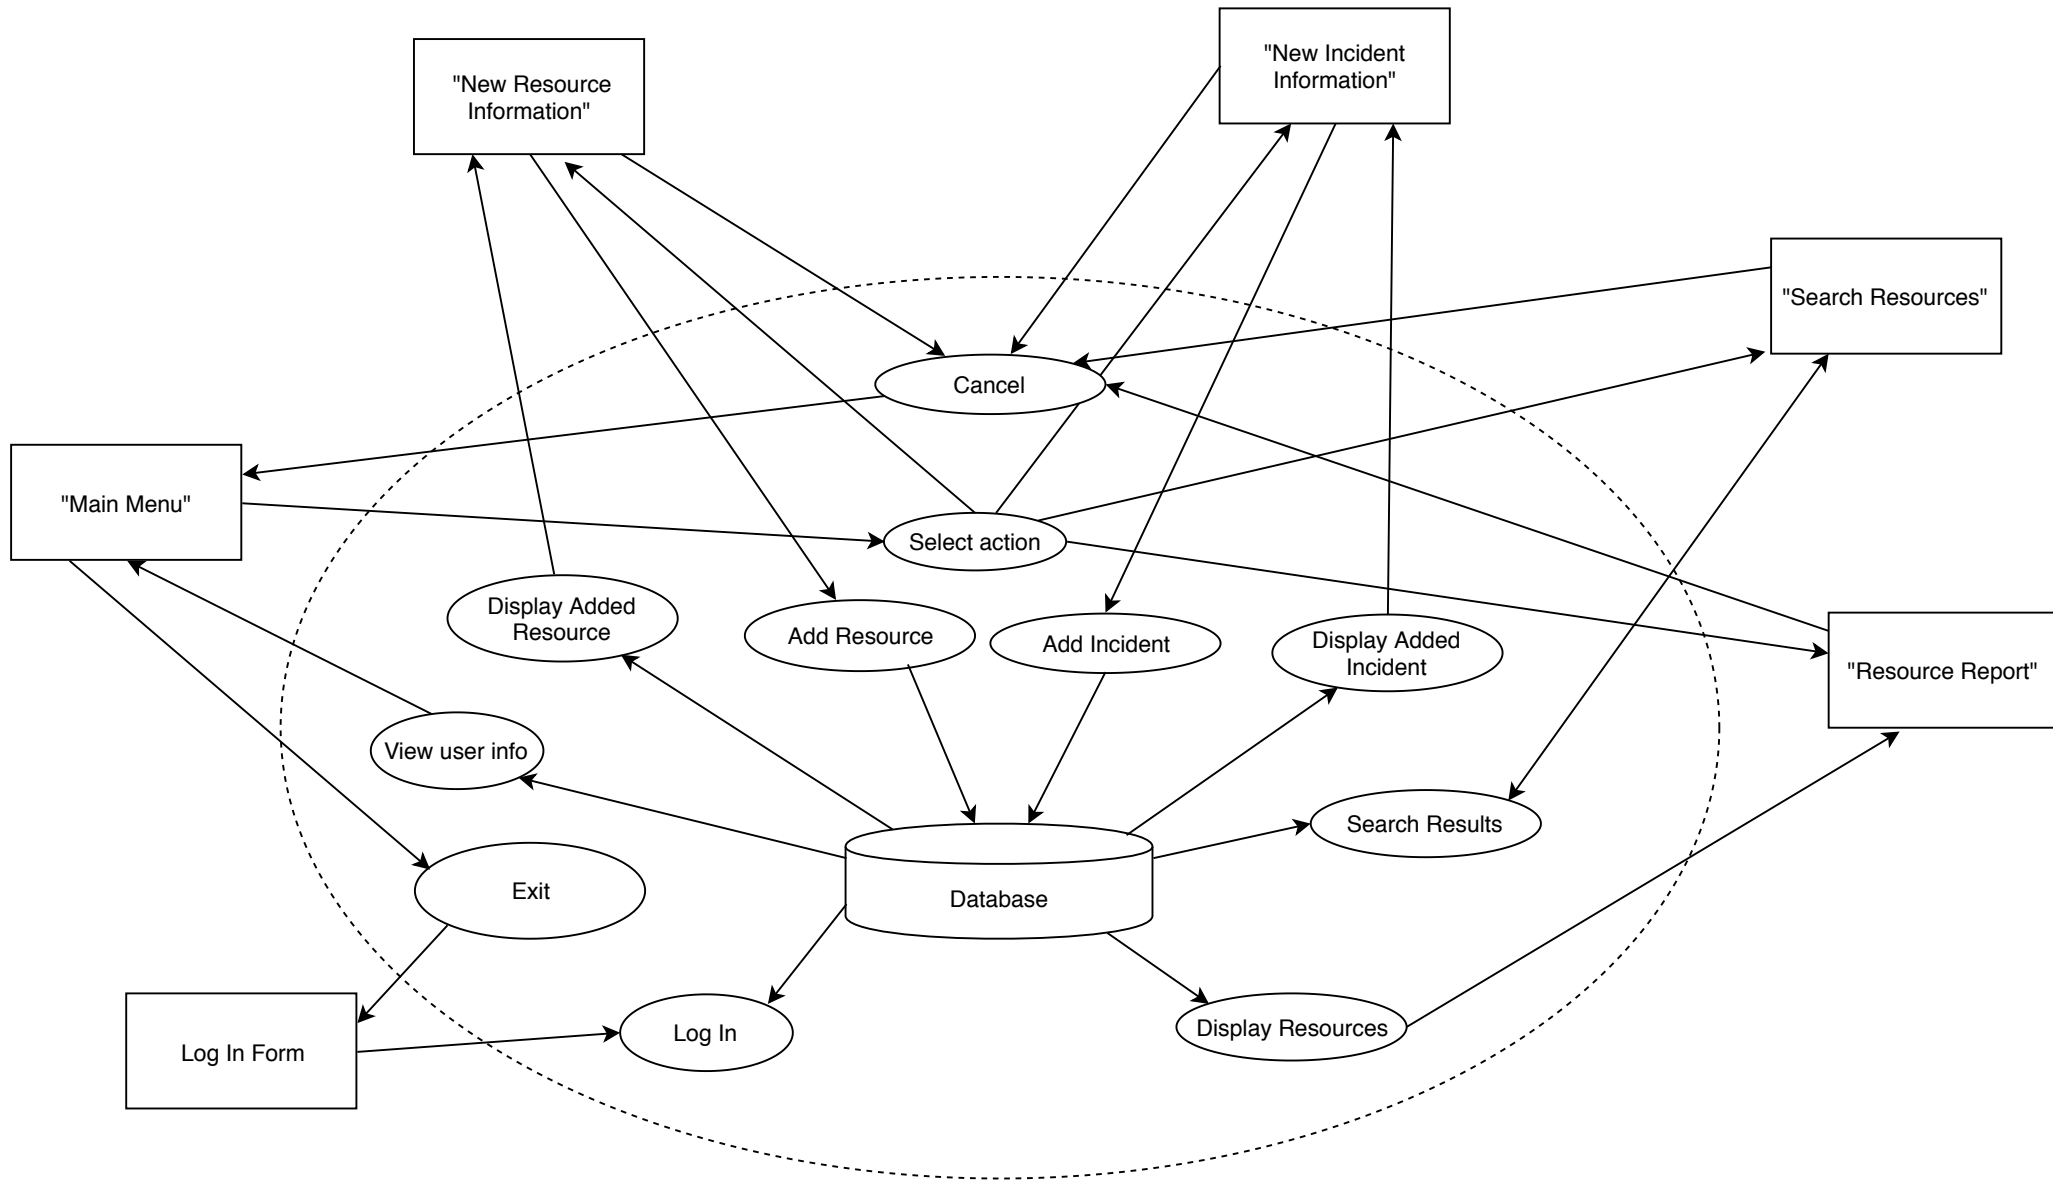 "New Incident
Information"
"New Resource
Information"
"Search Resources"
Cancel
"Main Menu"
Select action
Display Added
Resource
Add Resource
Add Incident
Display Added
Incident
"Resource Report"
View user info
Search Results
Exit
Database
Log In Form
Log In
Display Resources